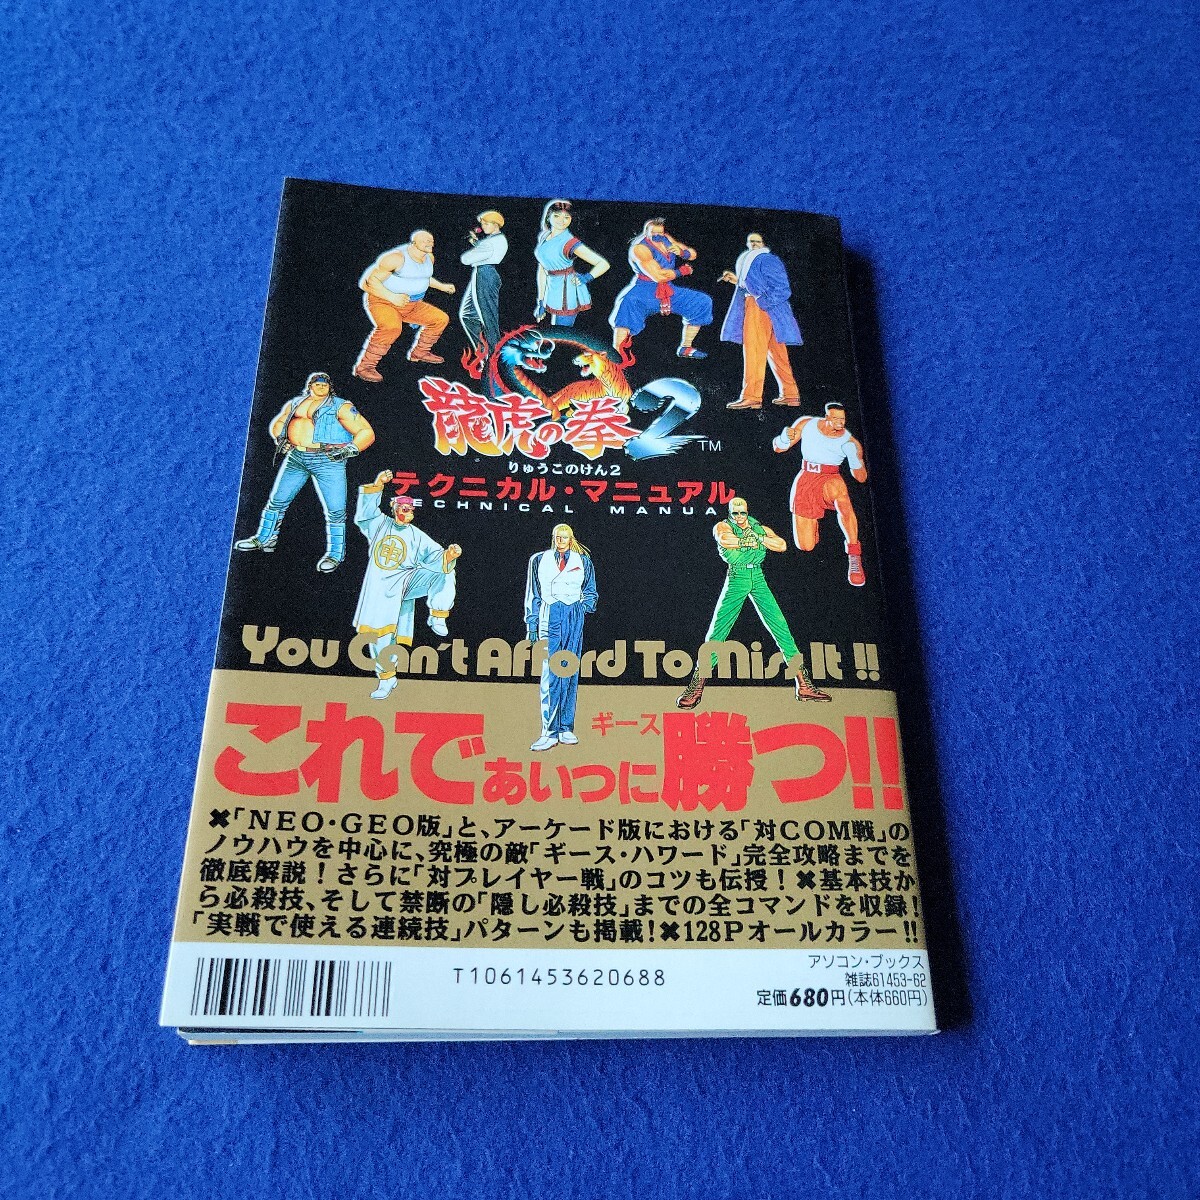 龍虎の拳2 TM
りゅうこのけん2
テクニカル・マニュアル
TECHNICAL MANUAL
You Can't Afford To Miss It !!
これであいつに勝つ!!
ギース
✖「NEO・GEO版」と、アーケード版における「対COM戦」の
ノウハウを中心に、究極の敵「ギース・ハワード」完全攻略までを
徹底解説！さらに「対プレイヤー戦」のコツも伝授！✖基本技か
ら必殺技、そして禁断の「隠し必殺技」までの全コマンドを収録！
「実戦で使える連続技」パターンも掲載！✖128Pオールカラー!!
アソコン・ブックス
T1061453620688
雑誌61453-62
定価680円(本体660円)